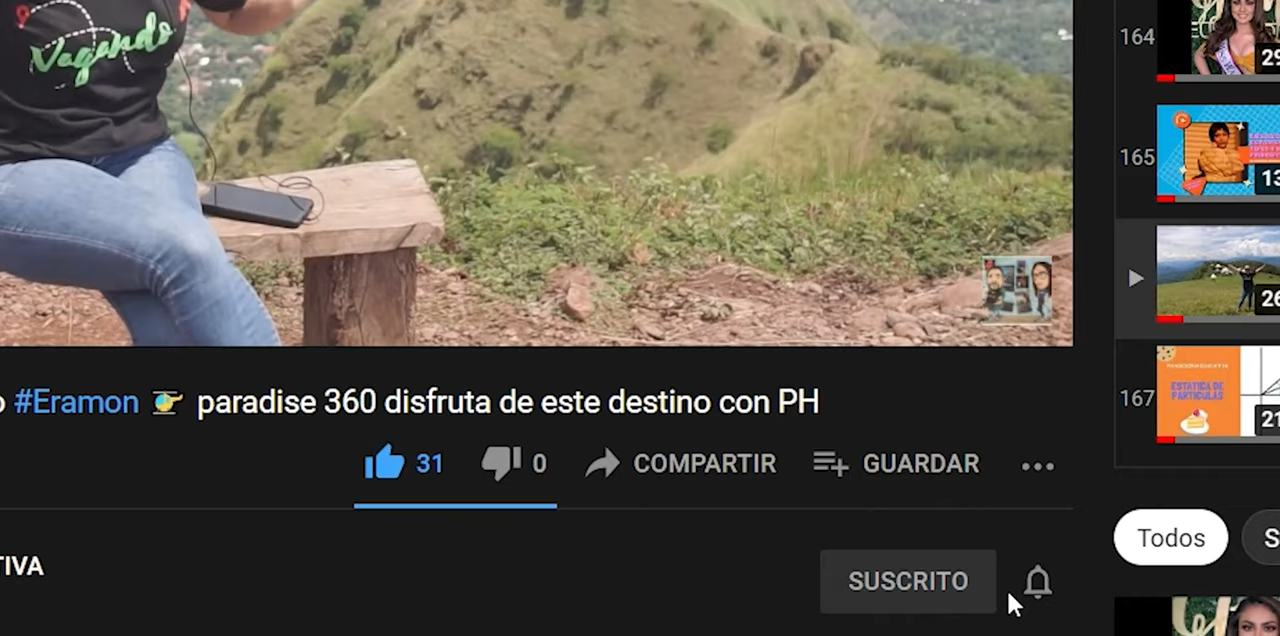 Vagando
164
29
165
13
26
#Eramon paradise 360 disfruta de este destino con PH
167
ESTATICA DE
PARTICULAS
21
31 0 COMPARTIR GUARDAR
Todos S
TIVA
SUSCRITO